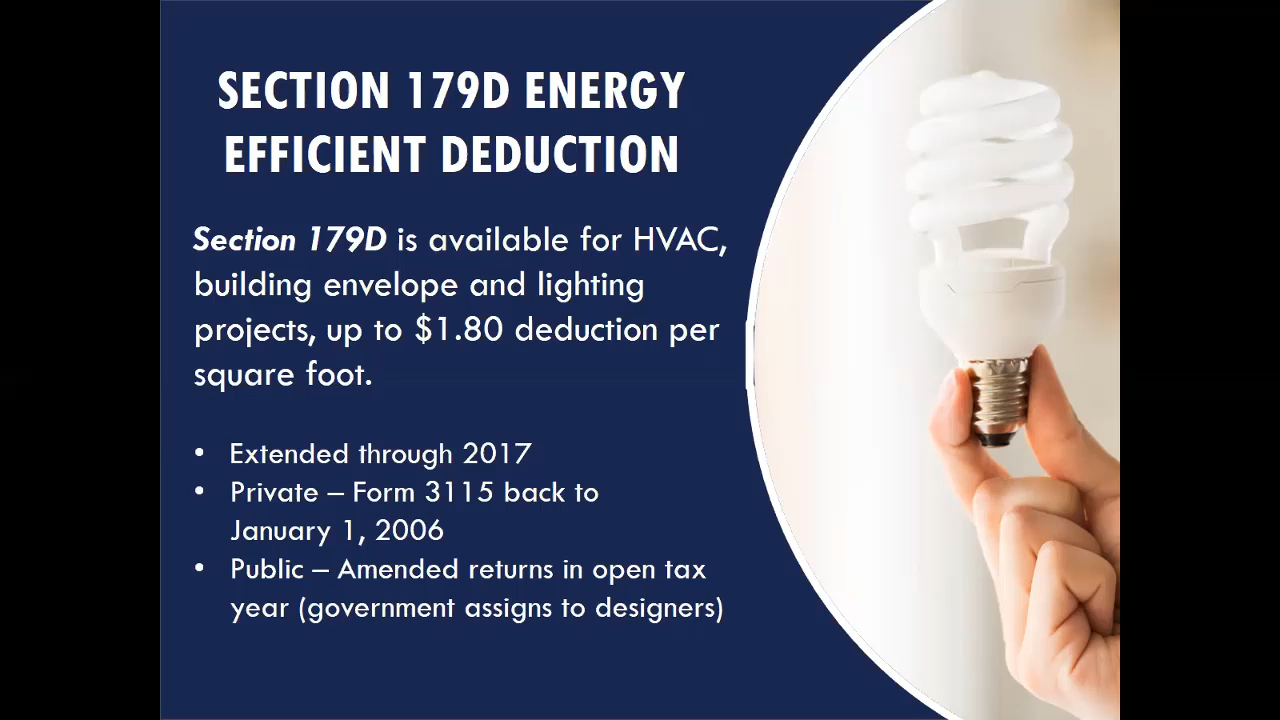 SECTION 179D ENERGY
EFFICIENT DEDUCTION
Section 179D is available for HVAC,
building envelope and lighting
projects, up to $1.80 deduction per
square foot.
• Extended through 2017
• Private – Form 3115 back to
January 1, 2006
• Public – Amended returns in open tax
year (government assigns to designers)